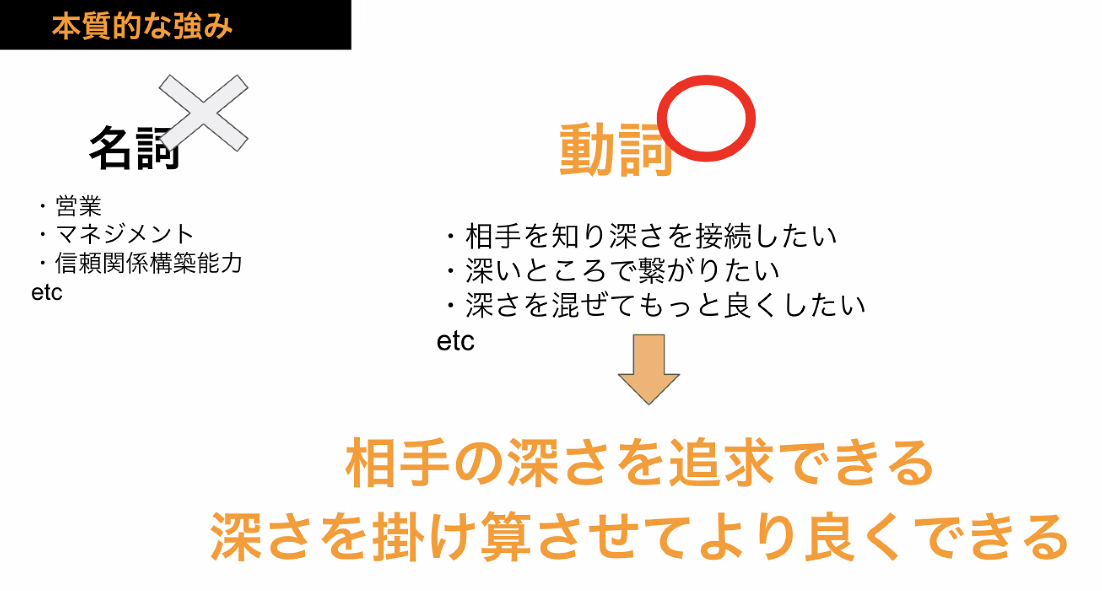 本質的な強み
名詞
・営業
・マネジメント
・信頼関係構築能力
etc
動詞
・相手を知り深さを接続したい
・深いところで繋がりたい
・深さを混ぜてもっと良くしたい
etc
相手の深さを追求できる
深さを掛け算させてより良くできる